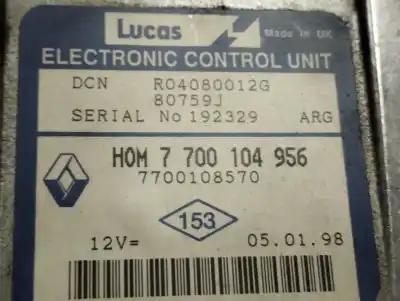 Lucas Made in UK
ELECTRONIC CONTROL UNIT
DCN R04080012G
80759J
SERIAL No 192329 ARG
HOM 7 700 104 956
7700108570
153
12V= 05.01.98